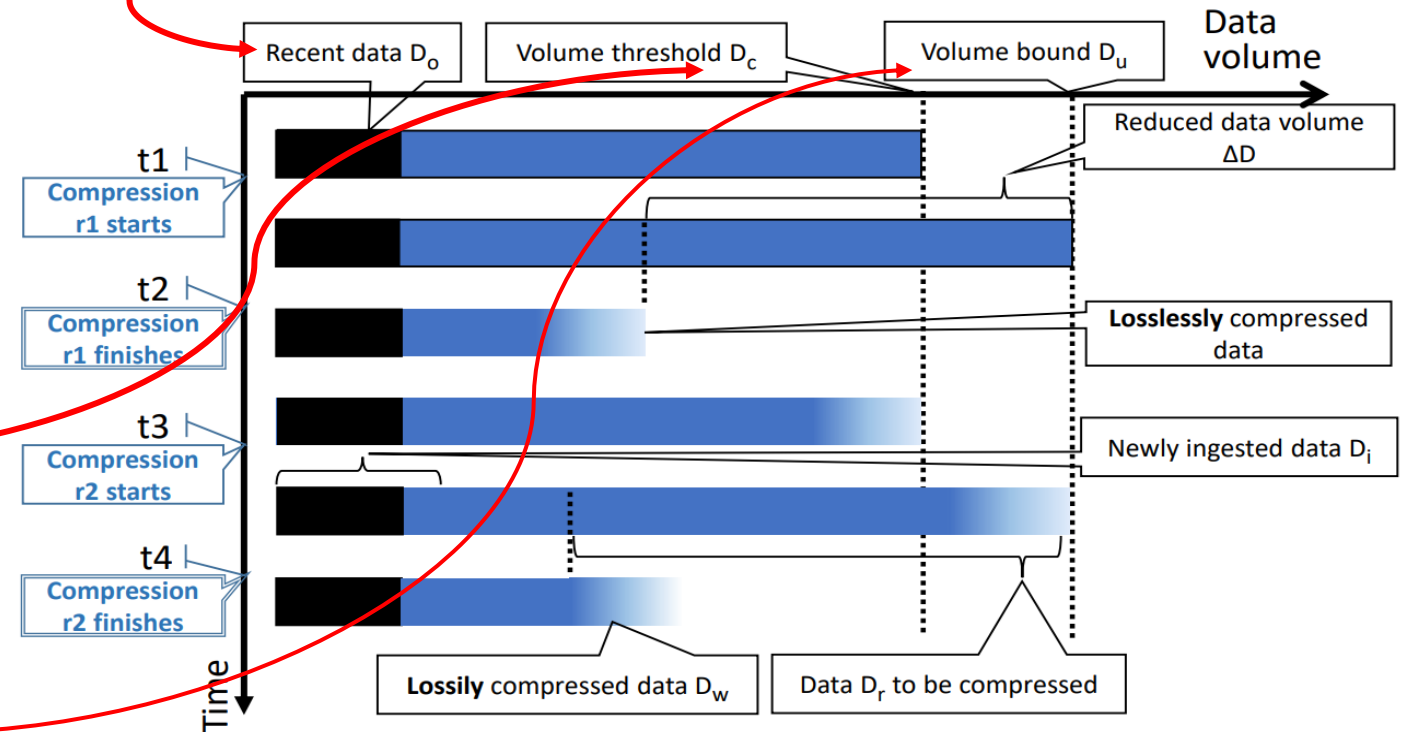 Data
volume
Recent data Do
Volume threshold Dc
Volume bound Du
Reduced data volume
ΔD
t1
Compression
r1 starts
t2
Compression
r1 finishes
Losslessly compressed
data
t3
Compression
r2 starts
Newly ingested data Di
t4
Compression
r2 finishes
Lossily compressed data Dw
Data Dr to be compressed
Time